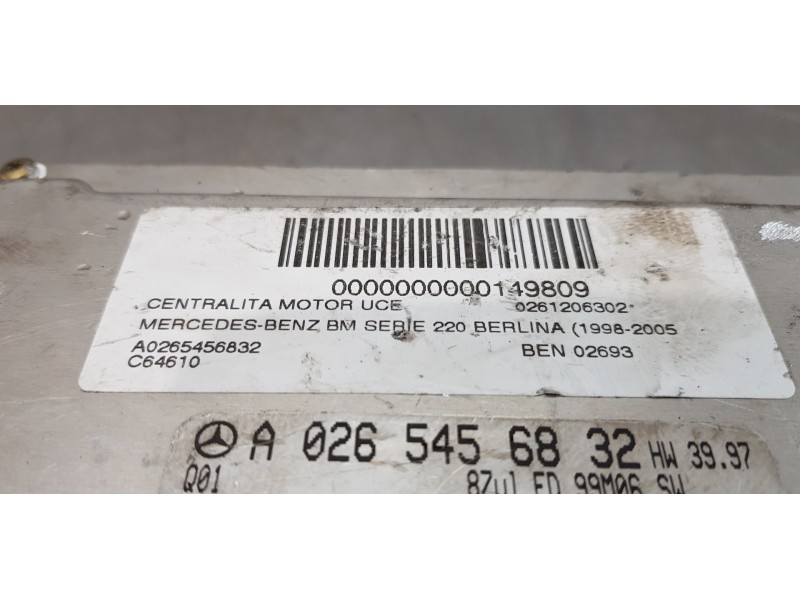 0000000000149809
CENTRALITA MOTOR UCE 0261206302
MERCEDES-BENZ BM SERIE 220 BERLINA (1998-2005
A0265456832 BEN 02693
C64610
A 026 545 68 32 HW 39.97
Q01 99M06 SW